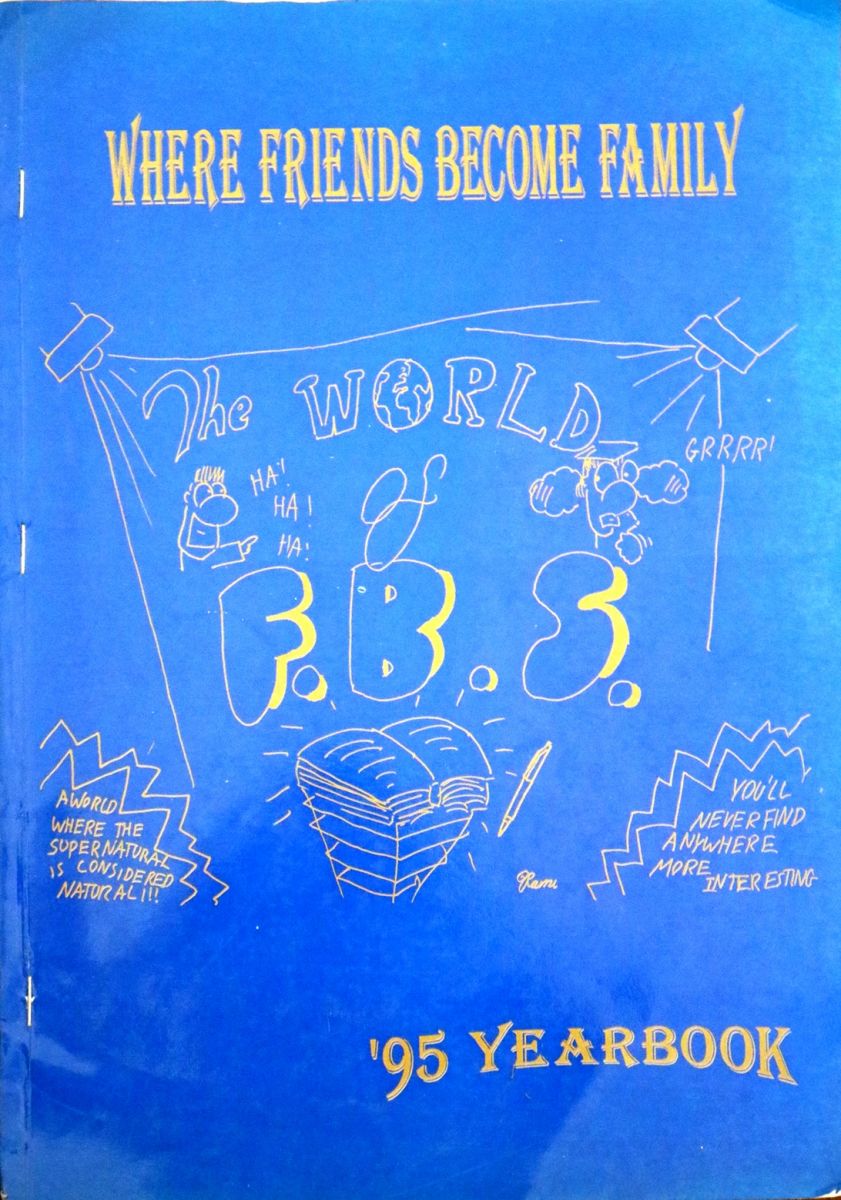 WHERE FRIENDS BECOME FAMILY
The WORLD
GRRRR!
HA!
HA!
HA!
of
F.B.S.
A WORLD
WHERE THE
SUPERNATURAL
IS CONSIDERED
NATURAL!!!
YOU'LL
NEVER FIND
ANYWHERE
MORE
INTERESTING
'95 YEARBOOK